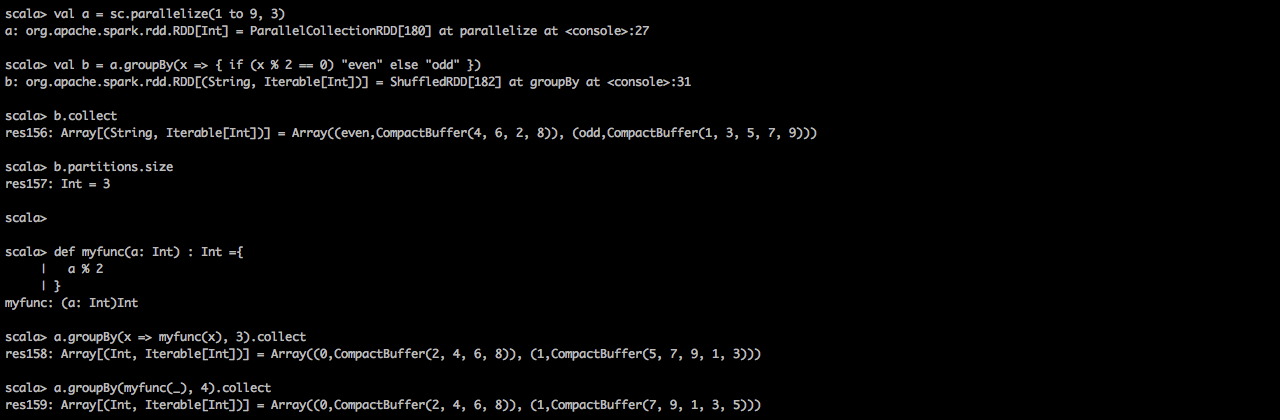 scala> val a = sc.parallelize(1 to 9, 3)
a: org.apache.spark.rdd.RDD[Int] = ParallelCollectionRDD[180] at parallelize at <console>:27
scala> val b = a.groupBy(x => { if (x % 2 == 0) "even" else "odd" })
b: org.apache.spark.rdd.RDD[(String, Iterable[Int])] = ShuffledRDD[182] at groupBy at <console>:31
scala> b.collect
res156: Array[(String, Iterable[Int])] = Array((even,CompactBuffer(4, 6, 2, 8)), (odd,CompactBuffer(1, 3, 5, 7, 9)))
scala> b.partitions.size
res157: Int = 3
scala>
scala> def myfunc(a: Int) : Int ={
     |   a % 2
     | }
myfunc: (a: Int)Int
scala> a.groupBy(x => myfunc(x), 3).collect
res158: Array[(Int, Iterable[Int])] = Array((0,CompactBuffer(2, 4, 6, 8)), (1,CompactBuffer(5, 7, 9, 1, 3)))
scala> a.groupBy(myfunc(_), 4).collect
res159: Array[(Int, Iterable[Int])] = Array((0,CompactBuffer(2, 4, 6, 8)), (1,CompactBuffer(7, 9, 1, 3, 5)))